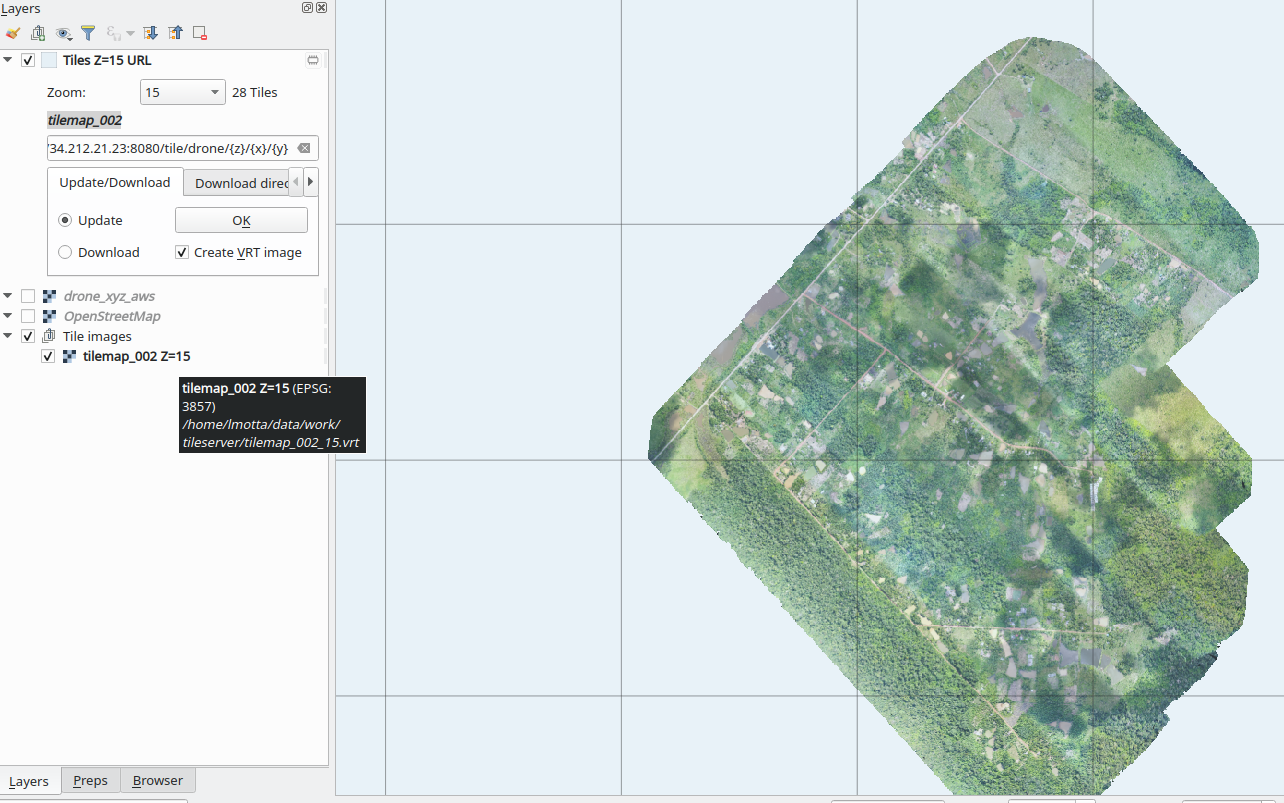 Layers
Tiles Z=15 URL
Zoom:
15
28 Tiles
tilemap_002
34.212.21.23:8080/tile/drone/{z}/{x}/{y}
Update/Download
Download direc
Update
OK
Download
Create VRT image
drone_xyz_aws
OpenStreetMap
Tile images
tilemap_002 Z=15
tilemap_002 Z=15 (EPSG:
3857)
/home/lmotta/data/work/
tileserver/tilemap_002_15.vrt
Layers
Preps
Browser